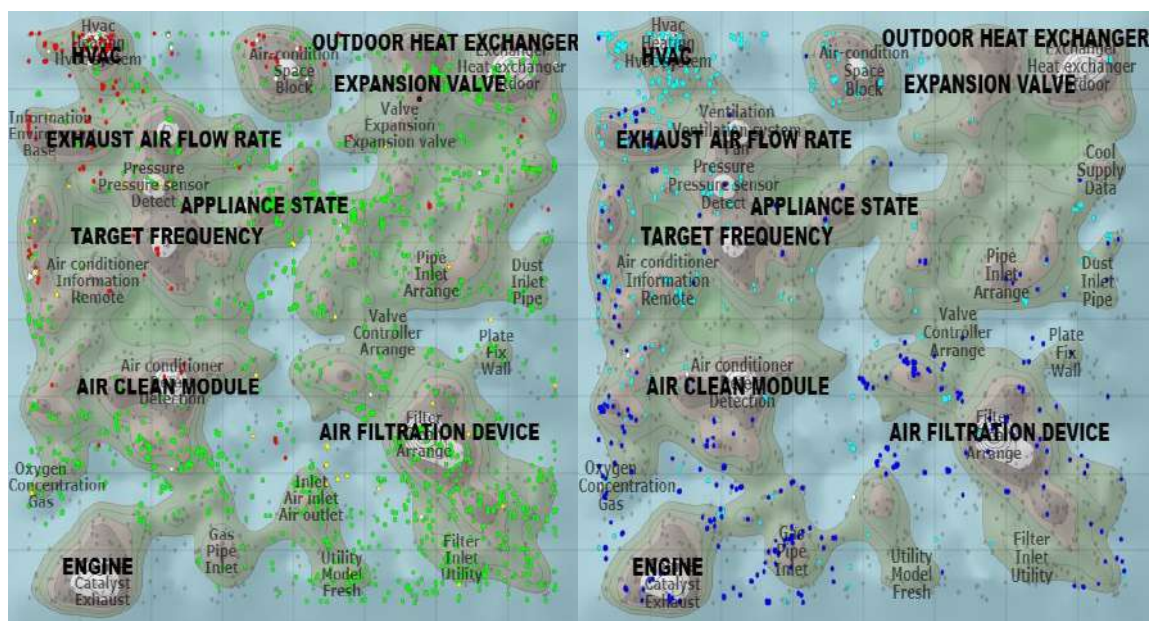 Hvac
Heating
HVAC
Hvac system
Air-condition
Space
Block
OUTDOOR HEAT EXCHANGER
Exchanger
Heat exchanger
EXPANSION VALVE
Valve
Expansion
Expansion valve
Information
Base
EXHAUST AIR FLOW RATE
Pressure
Pressure sensor
Detect
APPLIANCE STATE
TARGET FREQUENCY
Air conditioner
Information
Remote
Pipe
Inlet
Arrange
Dust
Inlet
Pipe
Valve
Controller
Arrange
Plate
Fix
Wall
Air conditioner
AIR CLEAN MODULE
Detection
Filter
AIR FILTRATION DEVICE
Arrange
Oxygen
Concentration
Gas
Inlet
Air inlet
Air outlet
Gas
Pipe
Inlet
Utility
Model
Fresh
Filter
Inlet
Utility
ENGINE
Catalyst
Exhaust
Hvac
Heating
HVAC
Hvac system
Air-condition
Space
Block
OUTDOOR HEAT EXCHANGER
Exchanger
Heat exchanger
EXPANSION VALVE
Ventilation
Ventilation system
Fan
EXHAUST AIR FLOW RATE
Pressure
Pressure sensor
Detect
Cool
Supply
Data
APPLIANCE STATE
TARGET FREQUENCY
Air conditioner
Information
Remote
Pipe
Inlet
Arrange
Dust
Inlet
Pipe
Valve
Controller
Arrange
Plate
Fix
Wall
Air conditioner
AIR CLEAN MODULE
Detection
Filter
AIR FILTRATION DEVICE
Arrange
Oxygen
Concentration
Gas
Gas
Pipe
Inlet
Utility
Model
Fresh
Filter
Inlet
Utility
ENGINE
Catalyst
Exhaust